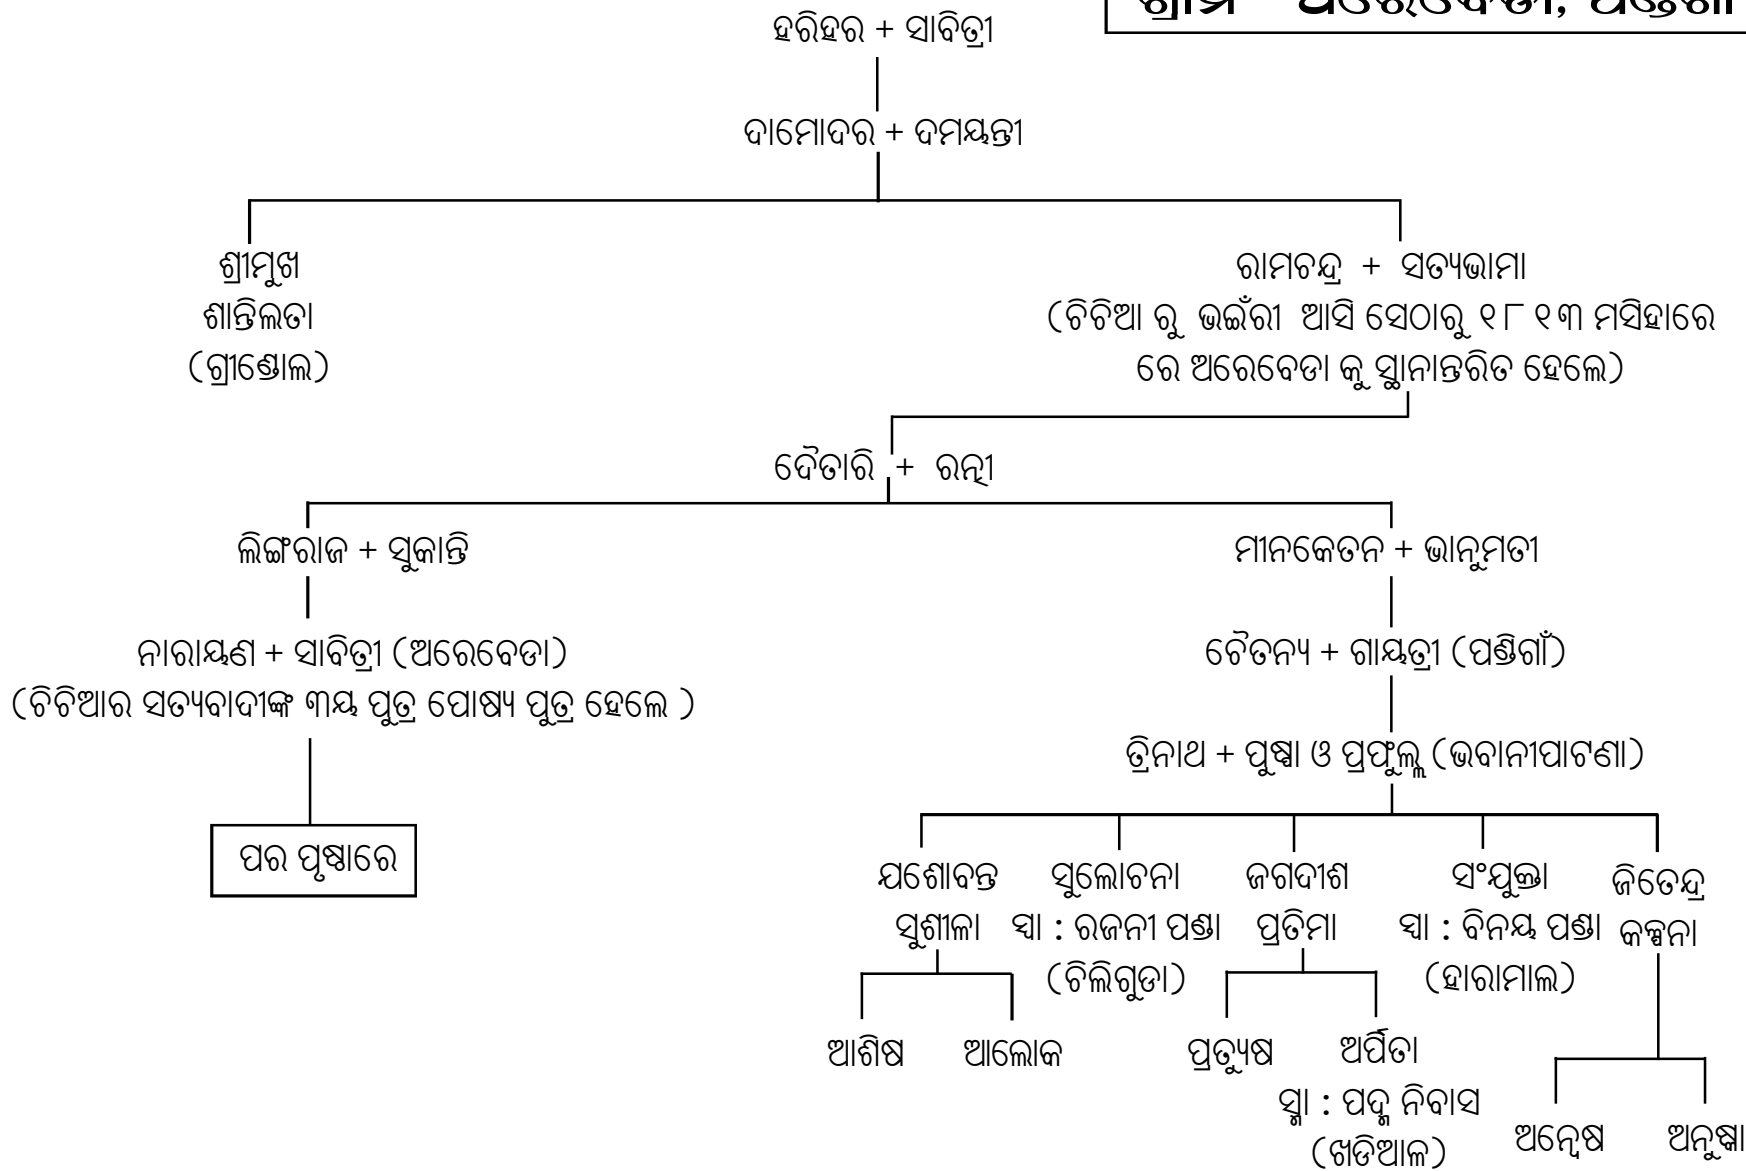 ଗ୍ରାମ - ଅରେବେଡା, ପଣ୍ଡିଗାଁ
ହରିହର + ସାବିତ୍ରୀ
ଦାମୋଦର + ଦମୟନ୍ତୀ
ଶ୍ରୀମୁଖ
ଶାନ୍ତିଲତା
(ଗ୍ରୀଣ୍ଡୋଲ)
ରାମଚନ୍ଦ୍ର + ସତ୍ୟଭାମା
(ଚିଚିଆ ରୁ ଭଇଁରୀ ଆସି ସେଠାରୁ ୧୮୧୩ ମସିହାରେ
ରେ ଅରେବେଡା କୁ ସ୍ଥାନାନ୍ତରିତ ହେଲେ)
ଦୈତାରି + ରତ୍ନୀ
ଲିଙ୍ଗରାଜ + ସୁକାନ୍ତି
ମୀନକେତନ + ଭାନୁମତୀ
ନାରାୟଣ + ସାବିତ୍ରୀ (ଅରେବେଡା)
(ଚିଚିଆର ସତ୍ୟବାଦୀଙ୍କ ୩ୟ ପୁତ୍ର ପୋଷ୍ୟ ପୁତ୍ର ହେଲେ )
ଚୈତନ୍ୟ + ଗାୟତ୍ରୀ (ପଣ୍ଡିଗାଁ)
ତ୍ରିନାଥ + ପୁଷ୍ପା ଓ ପ୍ରଫୁଲ୍ଲ (ଭବାନୀପାଟଣା)
ପର ପୃଷ୍ଠାରେ
ଯଶୋବନ୍ତ ସୁଲୋଚନା ଜଗଦୀଶ ସଂଯୁକ୍ତା ଜିତେନ୍ଦ୍ର
ସୁଶୀଳା ସ୍ୱା : ରଜନୀ ପଣ୍ଡା ପ୍ରତିମା ସ୍ୱା : ବିନୟ ପଣ୍ଡା କଳ୍ପନା
(ଚିଲିଗୁଡା) (ହାରାମାଲ)
ଆଶିଷ ଆଲୋକ ପ୍ରତ୍ୟୁଷ ଅର୍ପିତା
ସ୍ମା : ପଦ୍ମ ନିବାସ
(ଖଡିଆଳ)
ଅନ୍ୱେଷ ଅନୁଷ୍କା